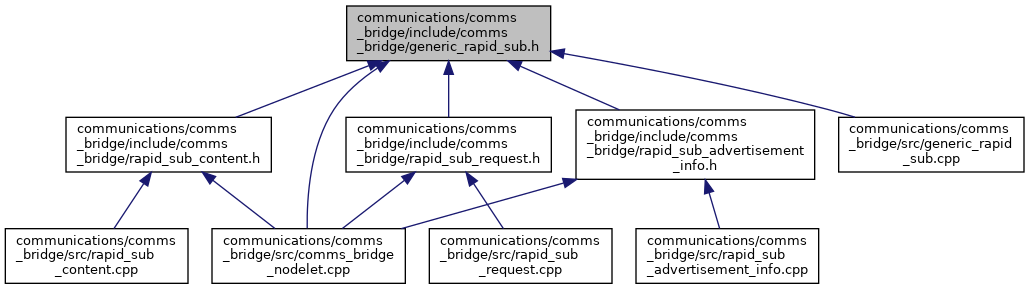 communications/comms
_bridge/include/comms
_bridge/generic_rapid_sub.h
communications/comms
_bridge/include/comms
_bridge/rapid_sub_content.h
communications/comms
_bridge/include/comms
_bridge/rapid_sub_request.h
communications/comms
_bridge/include/comms
_bridge/rapid_sub_advertisement
_info.h
communications/comms
_bridge/src/generic_rapid
_sub.cpp
communications/comms
_bridge/src/rapid_sub
_content.cpp
communications/comms
_bridge/src/comms_bridge
_nodelet.cpp
communications/comms
_bridge/src/rapid_sub
_request.cpp
communications/comms
_bridge/src/rapid_sub
_advertisement_info.cpp